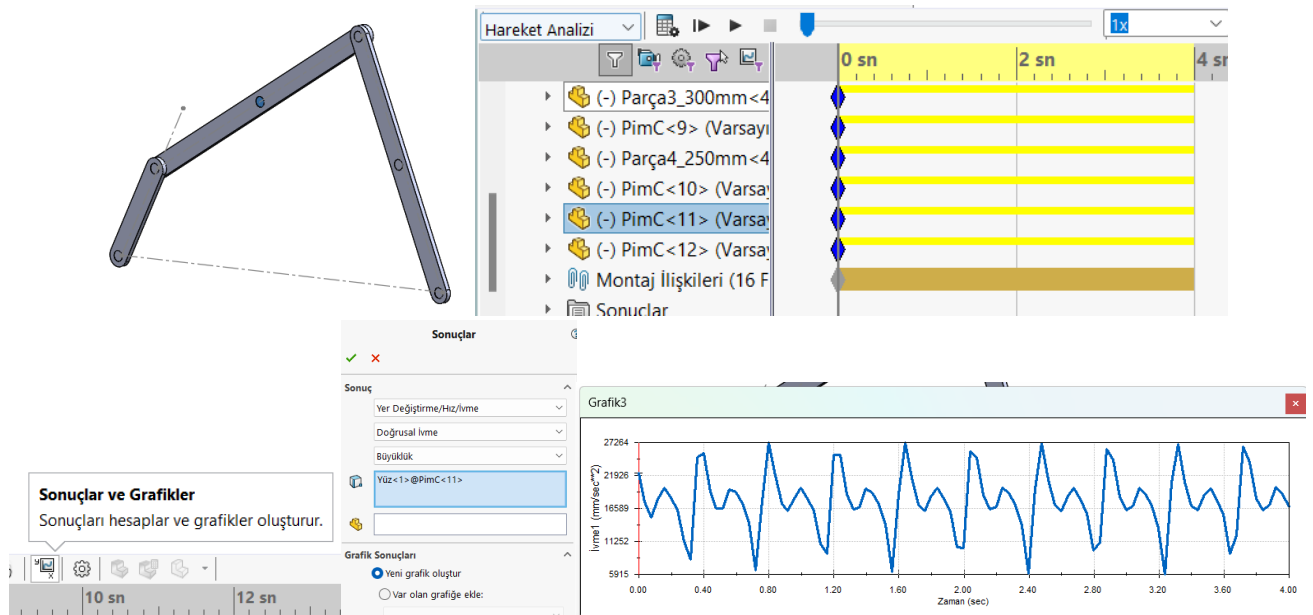 Hareket Analizi
1x
0 sn
2 sn
4 sn
(-) Parça3_300mm<4
(-) PimC<9> (Varsayı
(-) Parça4_250mm<4
(-) PimC<10> (Varsa
(-) PimC<11> (Varsa
(-) PimC<12> (Varsa
Montaj İlişkileri (16 F
Sonuçlar
Sonuçlar
Sonuç
Yer Değiştirme/Hız/İvme
Doğrusal İvme
Büyüklük
Yüz<1>@PimC<11>
Grafik Sonuçları
Yeni grafik oluştur
Var olan grafiğe ekle:
Sonuçlar ve Grafikler
Sonuçları hesaplar ve grafikler oluşturur.
10 sn
12 sn
Grafik3
27264
21926
16589
11252
5915
İvme1 (mm/sec**2)
0.00
0.40
0.80
1.20
1.60
2.00
2.40
2.80
3.20
3.60
4.00
Zaman (sec)